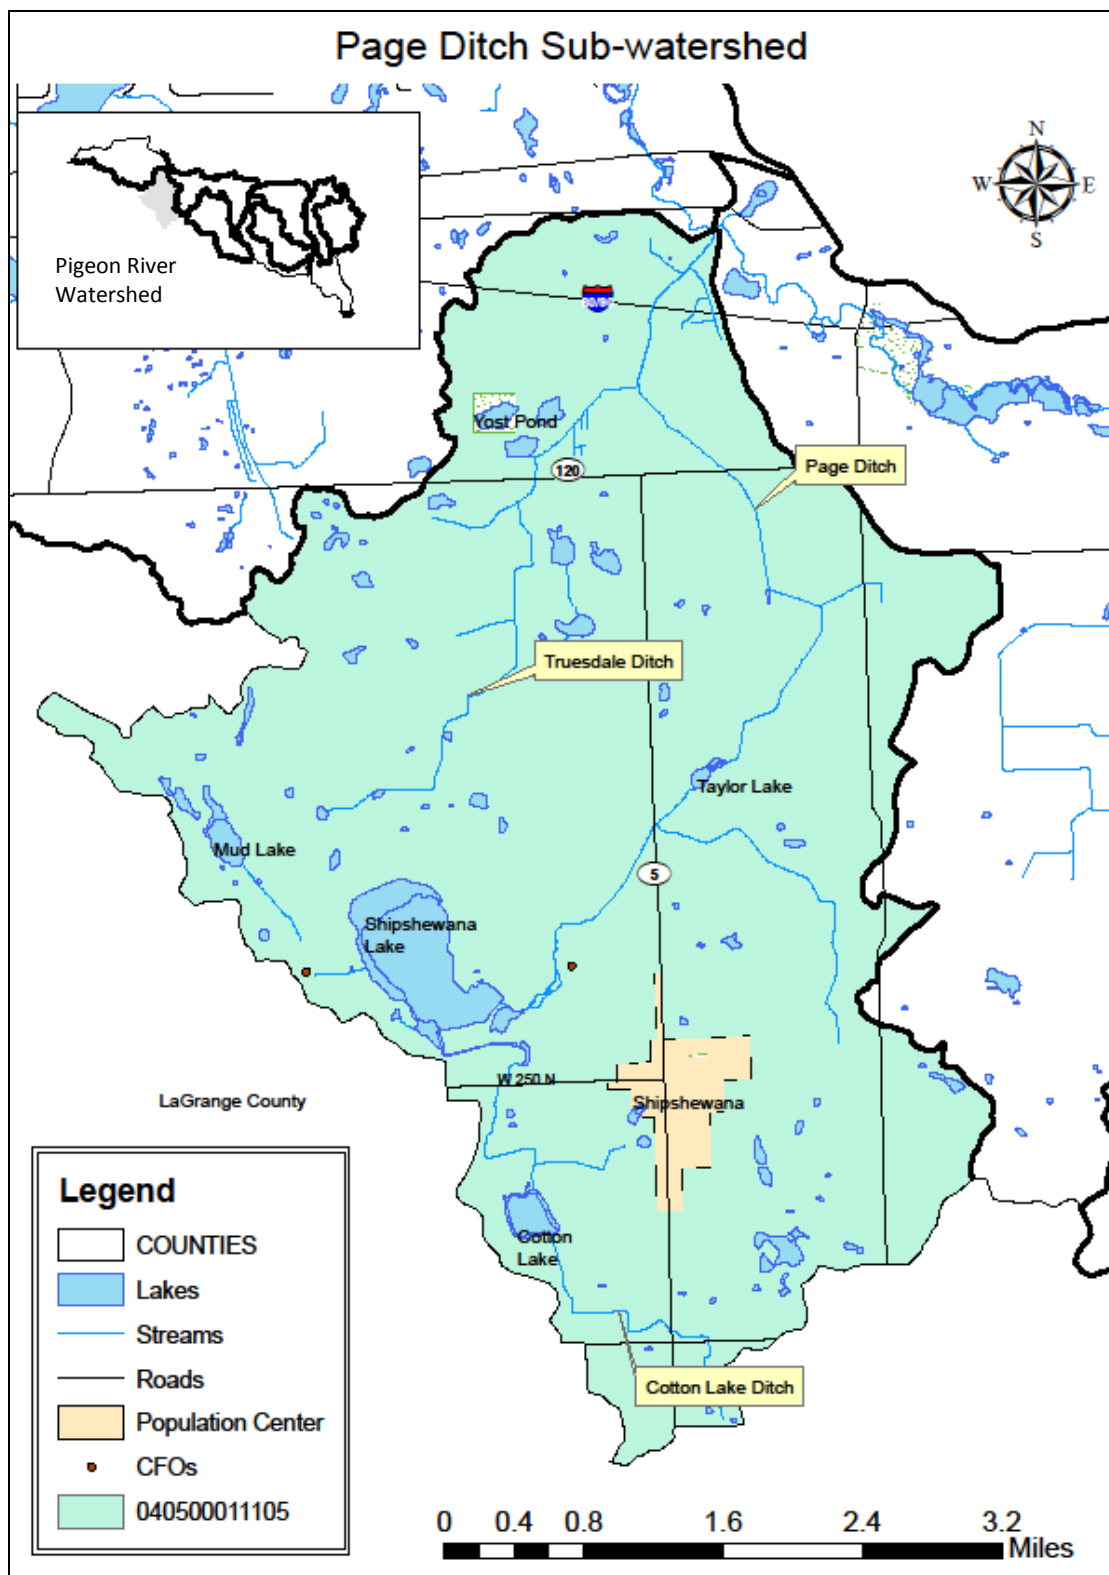 Page Ditch Sub-watershed
N
W
E
S
Pigeon River
Watershed
Yost Pond
120
Page Ditch
Truesdale Ditch
Taylor Lake
Mud Lake
5
Shipshewana
Lake
W 250 N
Shipshewana
LaGrange County
Cotton
Lake
Cotton Lake Ditch
Legend
COUNTIES
Lakes
Streams
Roads
Population Center
CFOs
040500011105
0 0.4 0.8 1.6 2.4 3.2
Miles